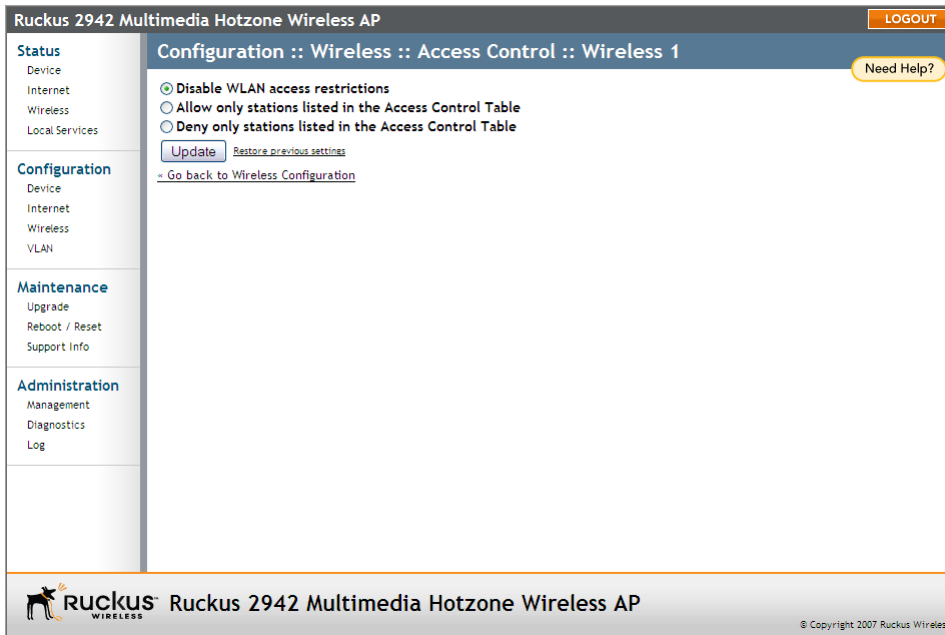 Ruckus 2942 Multimedia Hotzone Wireless AP
LOGOUT
Status
Device
Internet
Wireless
Local Services
Configuration
Device
Internet
Wireless
VLAN
Maintenance
Upgrade
Reboot / Reset
Support Info
Administration
Management
Diagnostics
Log
Configuration :: Wireless :: Access Control :: Wireless 1
Need Help?
Disable WLAN access restrictions
Allow only stations listed in the Access Control Table
Deny only stations listed in the Access Control Table
Update Restore previous settings
« Go back to Wireless Configuration
RUCKUS™
WIRELESS
Ruckus 2942 Multimedia Hotzone Wireless AP
© Copyright 2007 Ruckus Wireles